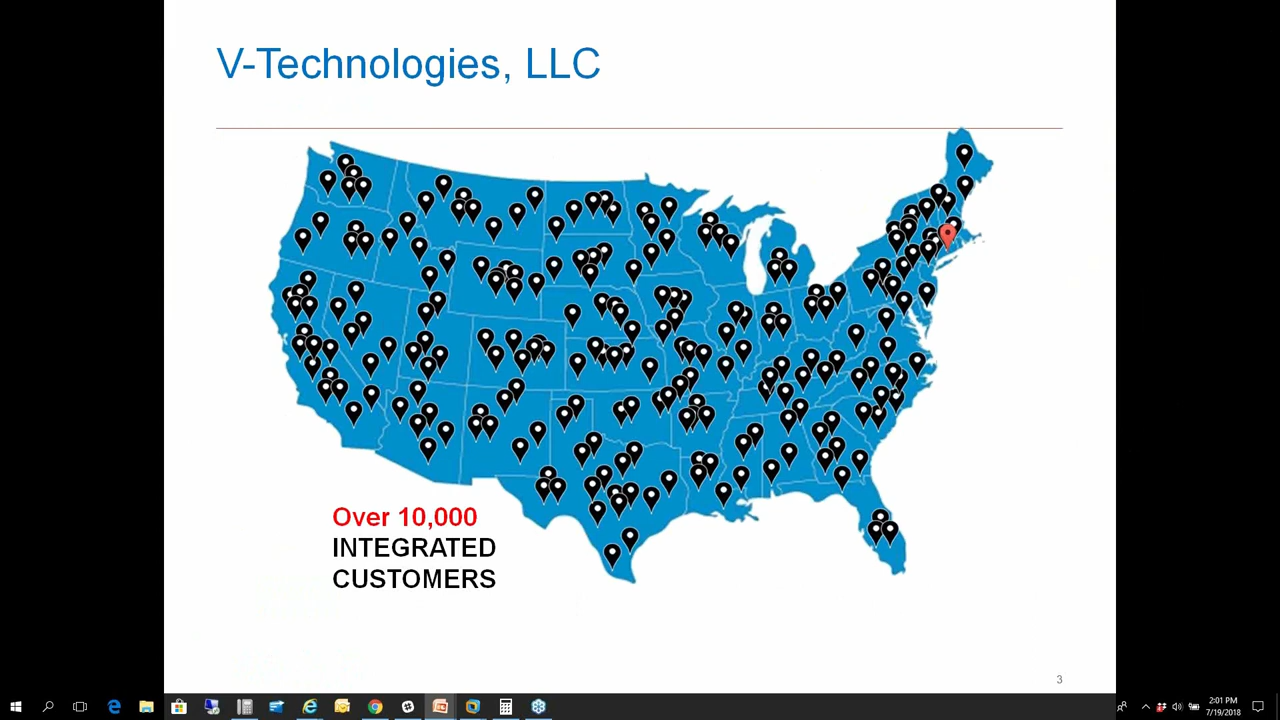 V-Technologies, LLC
Over 10,000
INTEGRATED
CUSTOMERS
3
2:01 PM
7/19/2018